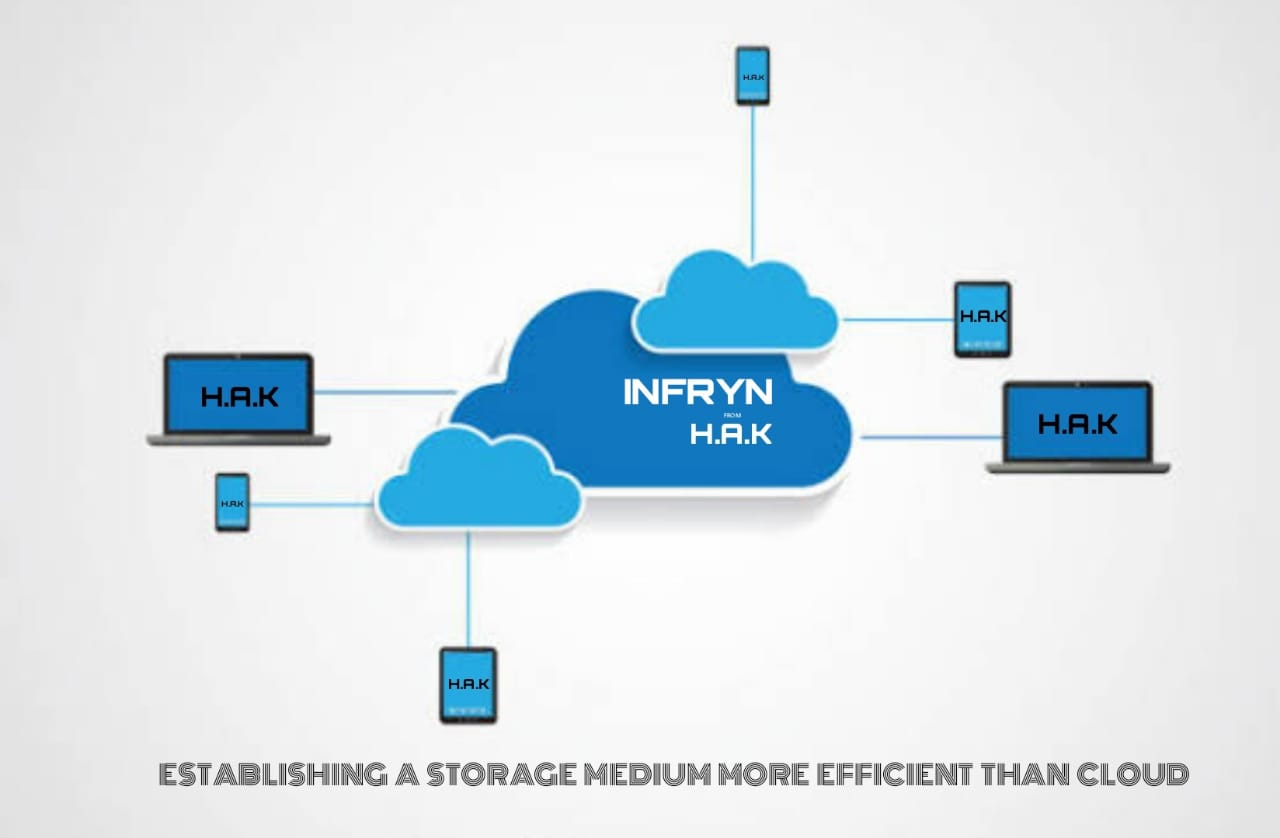 H.A.K
H.A.K
H.A.K
INFRYN
FROM
H.A.K
H.A.K
H.A.K
H.A.K
ESTABLISHING A STORAGE MEDIUM MORE EFFICIENT THAN CLOUD